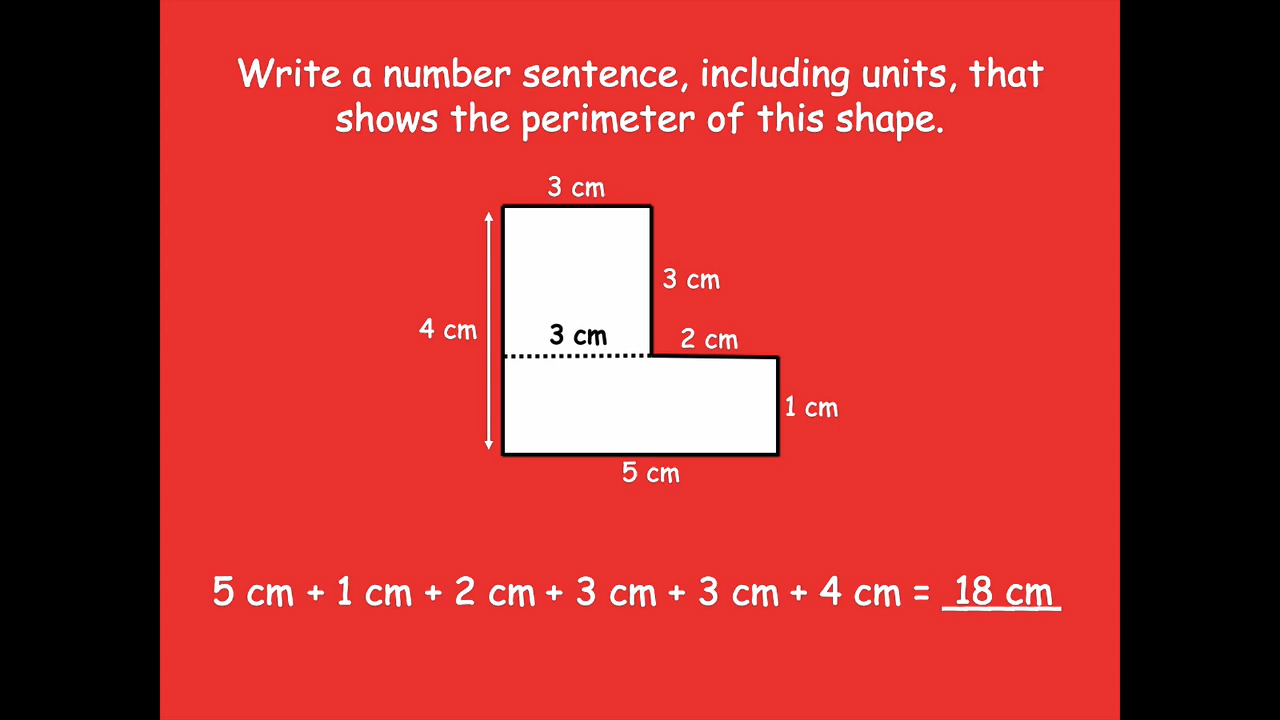 Write a number sentence, including units, that
shows the perimeter of this shape.
3 cm
3 cm
4 cm
3 cm
2 cm
1 cm
5 cm
5 cm + 1 cm + 2 cm + 3 cm + 3 cm + 4 cm = 18 cm